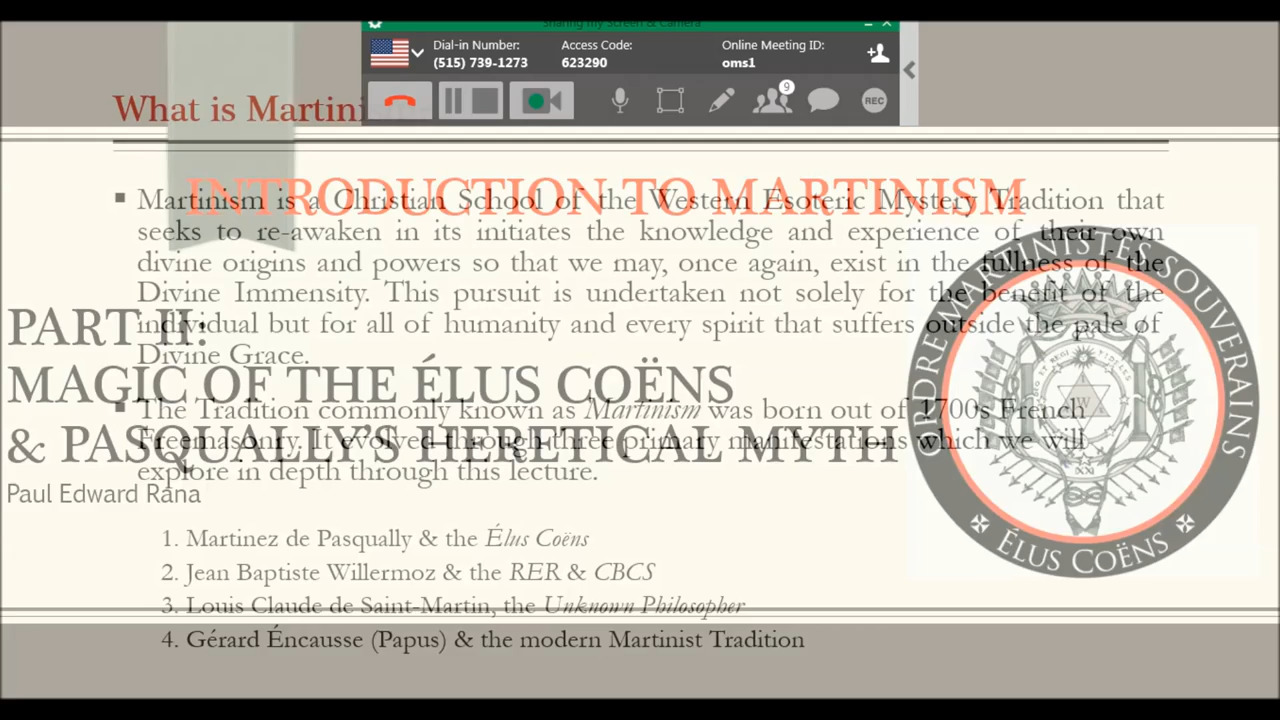 Sharing my Screen & Camera
Dial-in Number:
(515) 739-1273
Access Code:
623290
Online Meeting ID:
oms1
9
REC
What is Martini
INTRODUCTION TO MARTINISM
▪ Martinism is a Christian School of the Western Esoteric Mystery Tradition that
seeks to re-awaken in its initiates the knowledge and experience of their own
divine origins and powers so that we may, once again, exist in the fullness of the
Divine Immensity. This pursuit is undertaken not solely for the benefit of the
individual but for all of humanity and every spirit that suffers outside the pale of
Divine Grace.
PART II:
MAGIC OF THE ÉLUS COËNS
& PASQUALLY'S HERETICAL MYTH
Paul Edward Rana
▪ The Tradition commonly known as Martinism was born out of 1700s French
Freemasonry. It evolved through three primary manifestations which we will
explore in depth through this lecture.
1. Martinez de Pasqually & the Élus Coëns
2. Jean Baptiste Willermoz & the RER & CBCS
3. Louis Claude de Saint-Martin, the Unknown Philosopher
4. Gérard Éncausse (Papus) & the modern Martinist Tradition
ORDRE MARTINISTES SOUVERAINS
ÉLUS COËNS
XXI